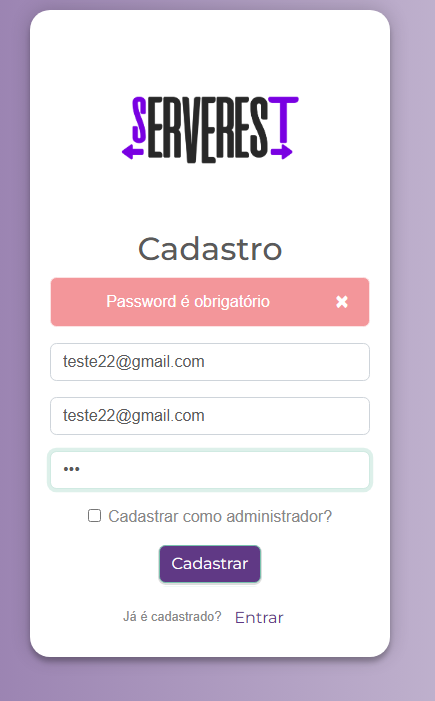 SERVEREST
Cadastro
Password é obrigatório ×
teste22@gmail.com
teste22@gmail.com
•••
Cadastrar como administrador?
Cadastrar
Já é cadastrado? Entrar